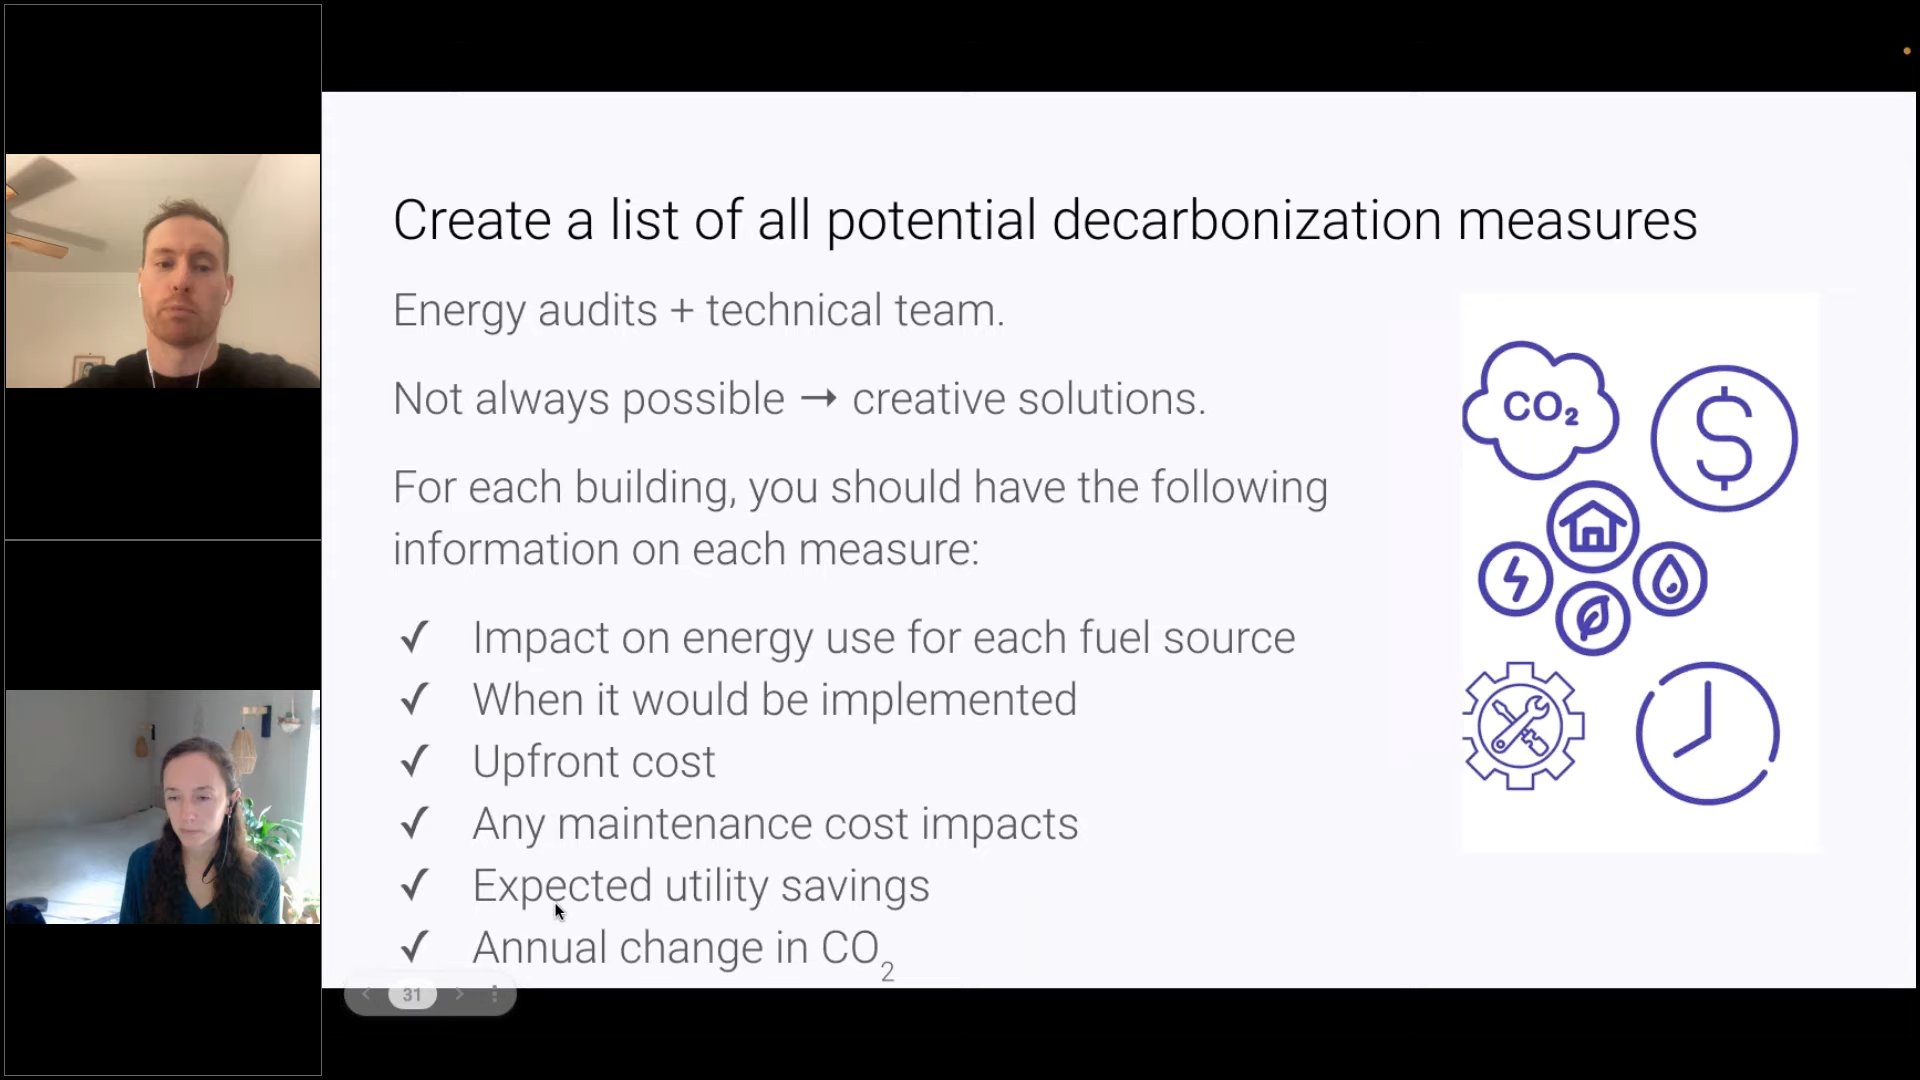 Create a list of all potential decarbonization measures
Energy audits + technical team.
Not always possible → creative solutions.
For each building, you should have the following
information on each measure:
✓ Impact on energy use for each fuel source
✓ When it would be implemented
✓ Upfront cost
✓ Any maintenance cost impacts
✓ Expected utility savings
✓ Annual change in CO₂
CO₂
$
31